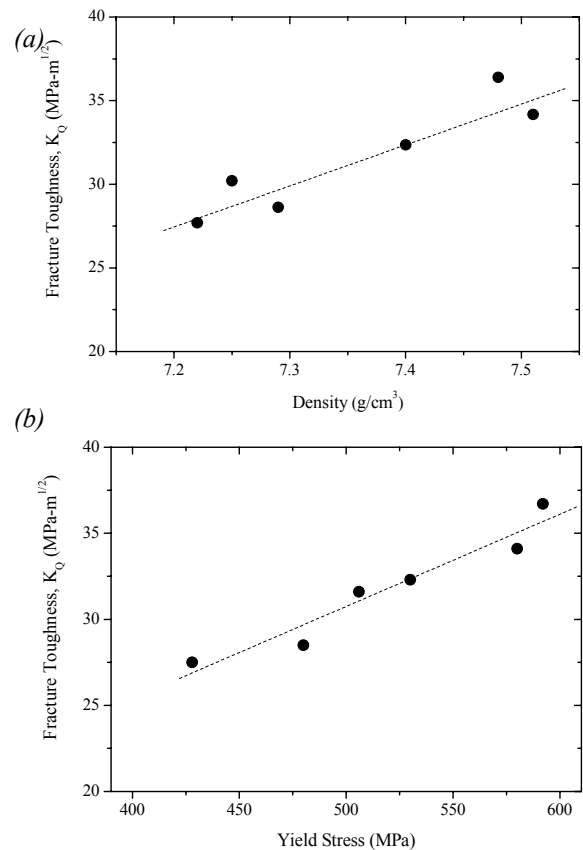 (a)
40
35
30
25
20
Fracture Toughness, K_Q (MPa-m^1/2)
7.2 7.3 7.4 7.5
Density (g/cm^3)
(b)
40
35
30
25
20
Fracture Toughness, K_Q (MPa-m^1/2)
400 450 500 550 600
Yield Stress (MPa)